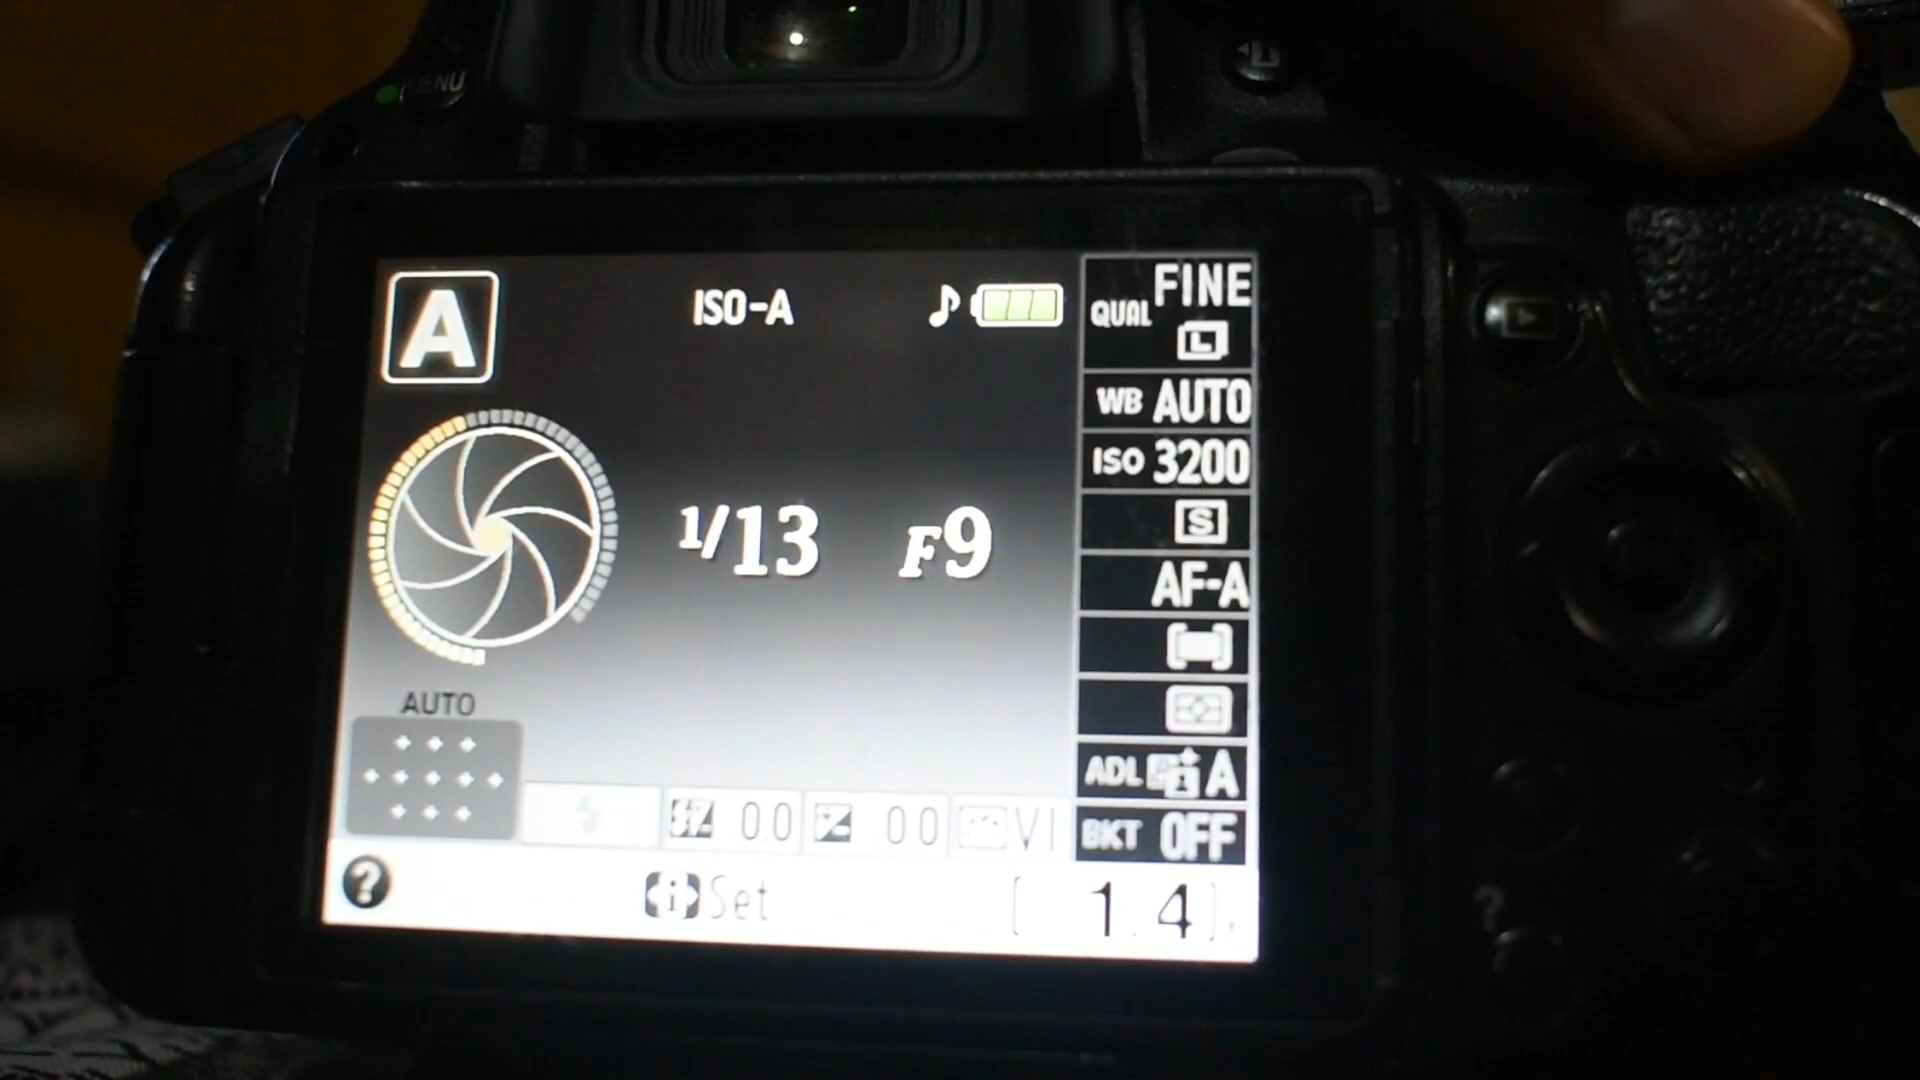 MENU
A
ISO-A
QUAL FINE
L
WB AUTO
ISO 3200
S
1/13 F9
AF-A
AUTO
ADL A
0.0 0.0 VI
BKT OFF
? i Set [ 1.4]
?